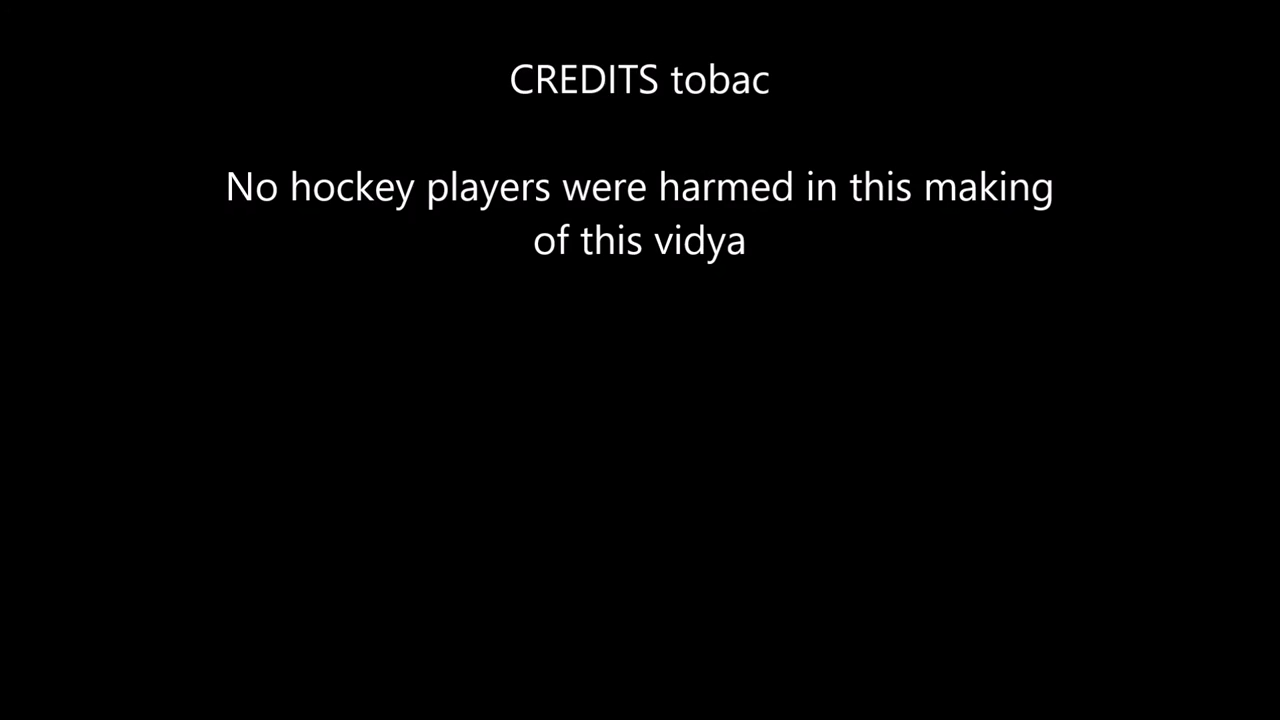 CREDITS tobac
No hockey players were harmed in this making
of this vidya